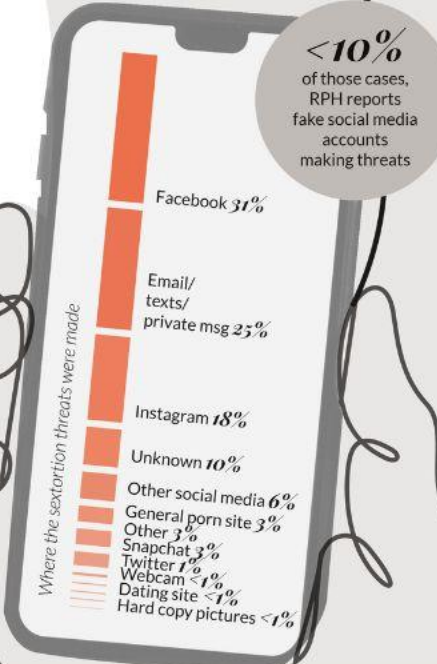 <10%
of those cases,
RPH reports
fake social media
accounts
making threats
Where the sextortion threats were made
Facebook 31%
Email/
texts/
private msg 25%
Instagram 18%
Unknown 10%
Other social media 6%
General porn site 3%
Other 3%
Snapchat 3%
Twitter 1%
Webcam <1%
Dating site <1%
Hard copy pictures <1%